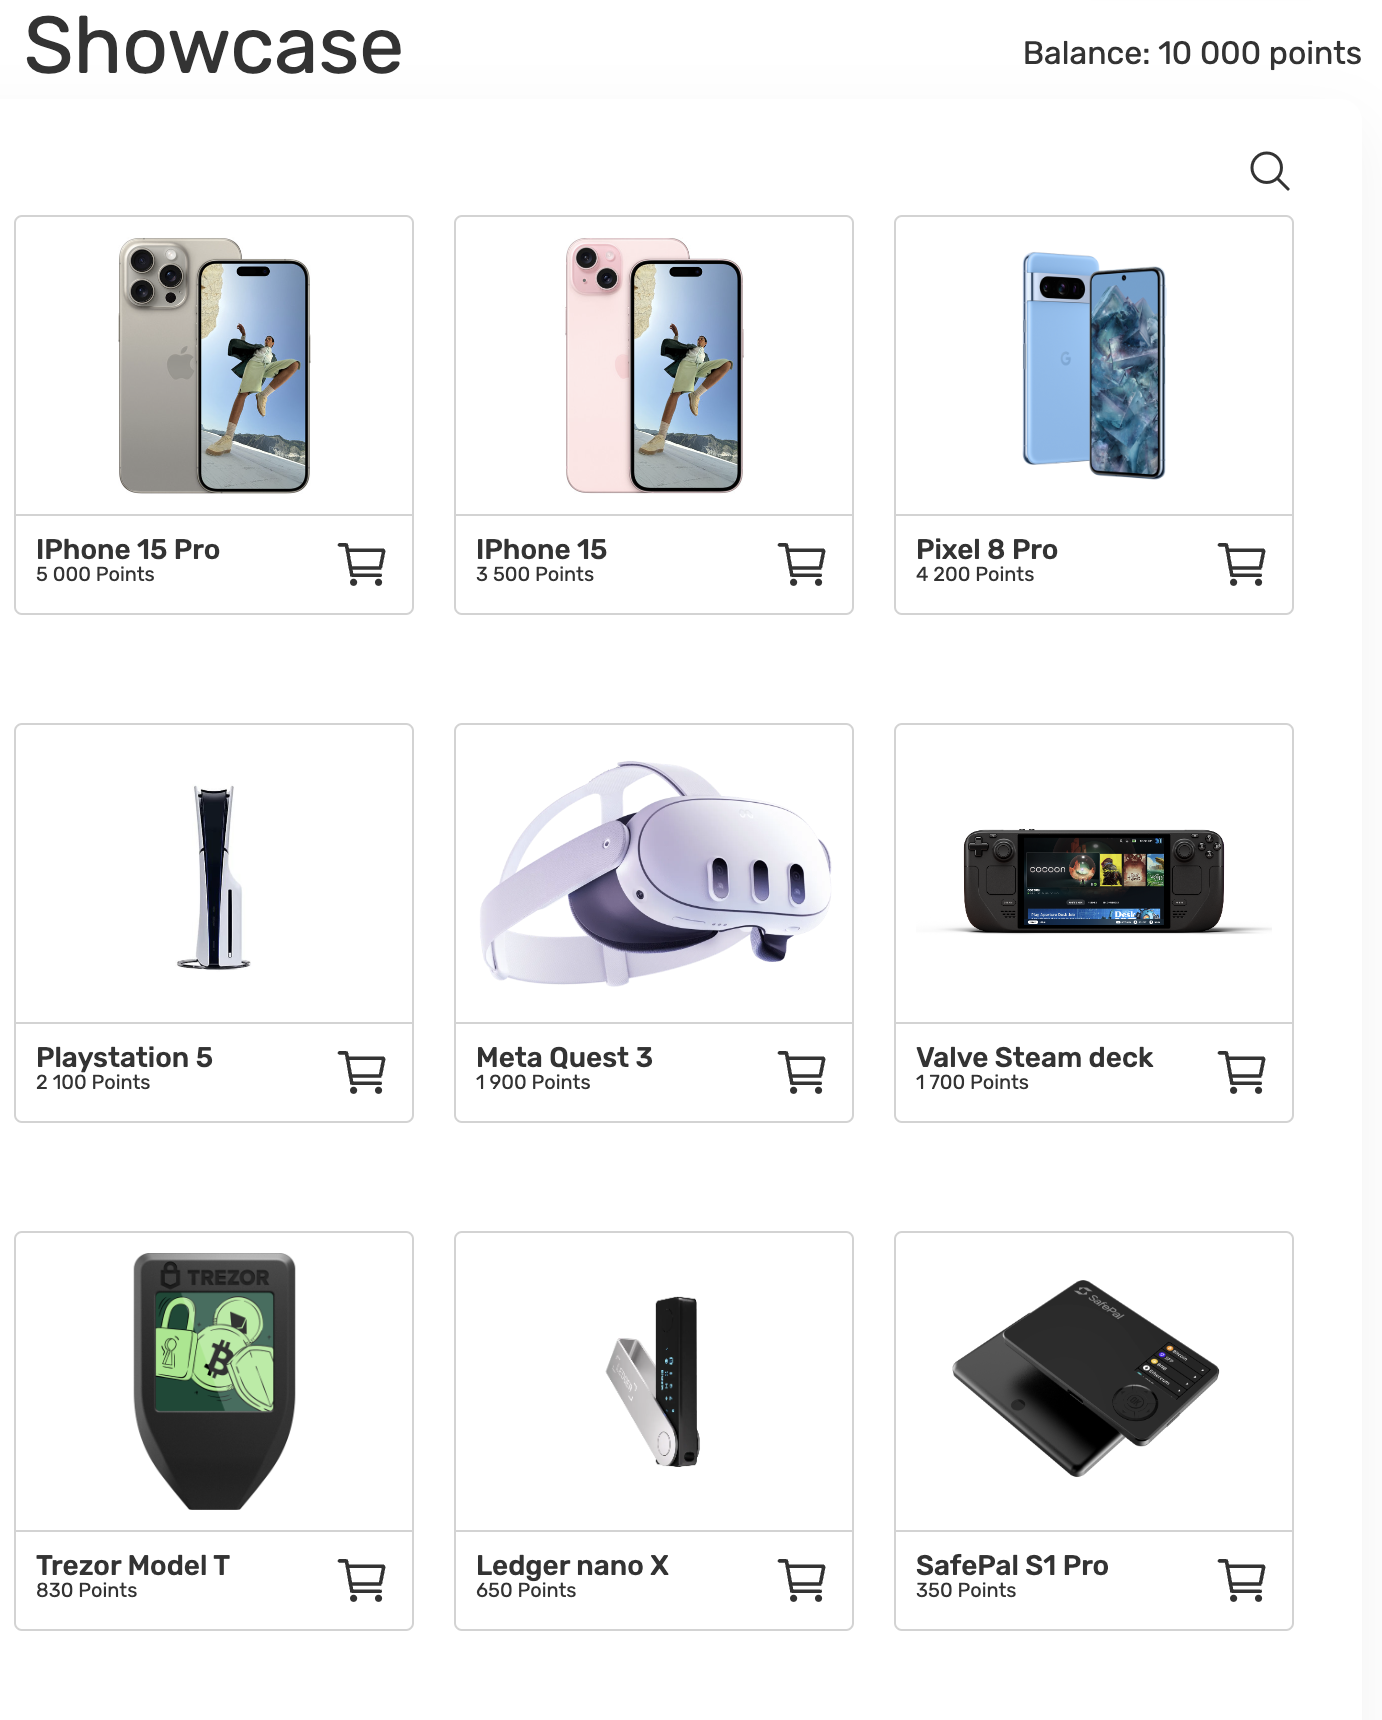 Showcase
Balance: 10 000 points
IPhone 15 Pro
5 000 Points
IPhone 15
3 500 Points
Pixel 8 Pro
4 200 Points
cocoon
Desk
Playstation 5
2 100 Points
Meta Quest 3
1 900 Points
Valve Steam deck
1 700 Points
TREZOR
SafePal
Trezor Model T
830 Points
Ledger nano X
650 Points
SafePal S1 Pro
350 Points